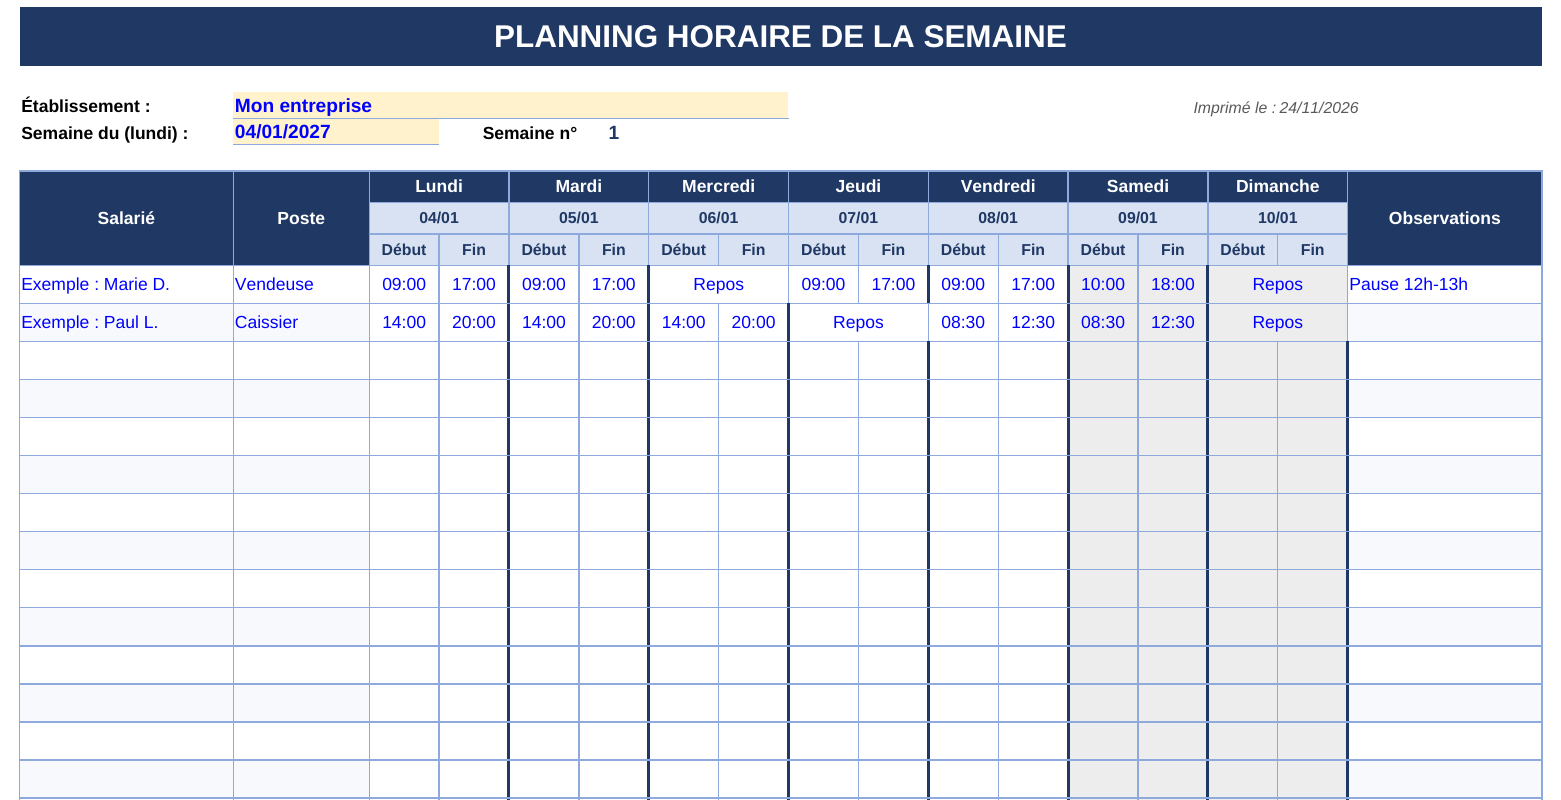 PLANNING HORAIRE DE LA SEMAINE
Établissement : Mon entreprise Imprimé le : 24/11/2026
Semaine du (lundi) : 04/01/2027 Semaine n° 1
Salarié Poste Lundi Mardi Mercredi Jeudi Vendredi Samedi Dimanche Observations
04/01 05/01 06/01 07/01 08/01 09/01 10/01
Début Fin Début Fin Début Fin Début Fin Début Fin Début Fin Début Fin
Exemple : Marie D. Vendeuse 09:00 17:00 09:00 17:00 Repos 09:00 17:00 09:00 17:00 10:00 18:00 Repos Pause 12h-13h
Exemple : Paul L. Caissier 14:00 20:00 14:00 20:00 14:00 20:00 Repos 08:30 12:30 08:30 12:30 Repos